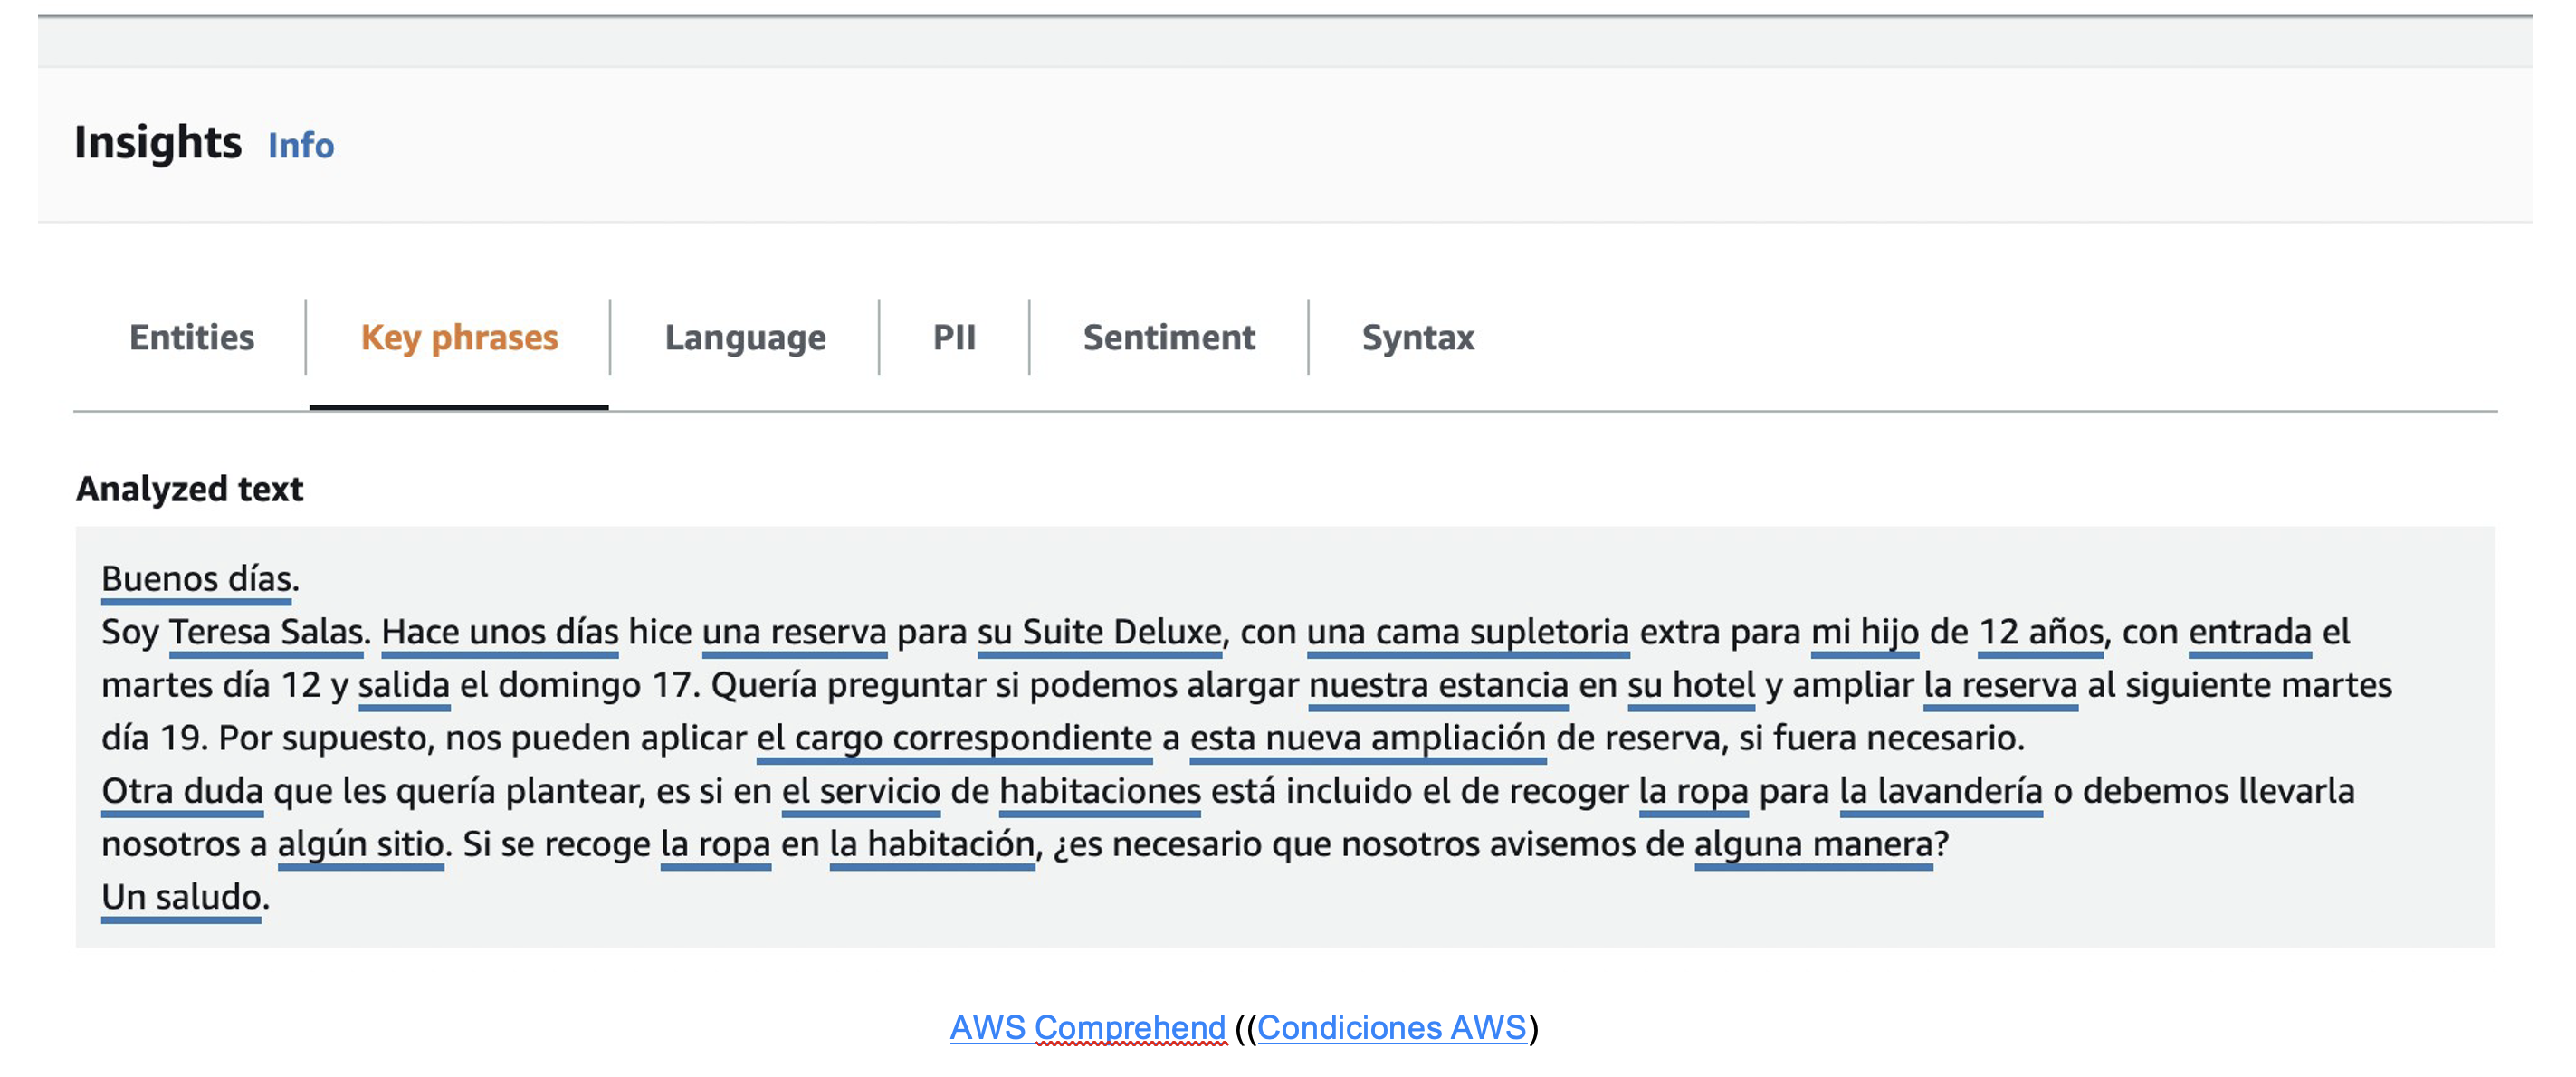 Insights Info
Entities Key phrases Language PII Sentiment Syntax
Analyzed text
Buenos días.
Soy Teresa Salas. Hace unos días hice una reserva para su Suite Deluxe, con una cama supletoria extra para mi hijo de 12 años, con entrada el
martes día 12 y salida el domingo 17. Quería preguntar si podemos alargar nuestra estancia en su hotel y ampliar la reserva al siguiente martes
día 19. Por supuesto, nos pueden aplicar el cargo correspondiente a esta nueva ampliación de reserva, si fuera necesario.
Otra duda que les quería plantear, es si en el servicio de habitaciones está incluido el de recoger la ropa para la lavandería o debemos llevarla
nosotros a algún sitio. Si se recoge la ropa en la habitación, ¿es necesario que nosotros avisemos de alguna manera?
Un saludo.
AWS Comprehend ((Condiciones AWS)